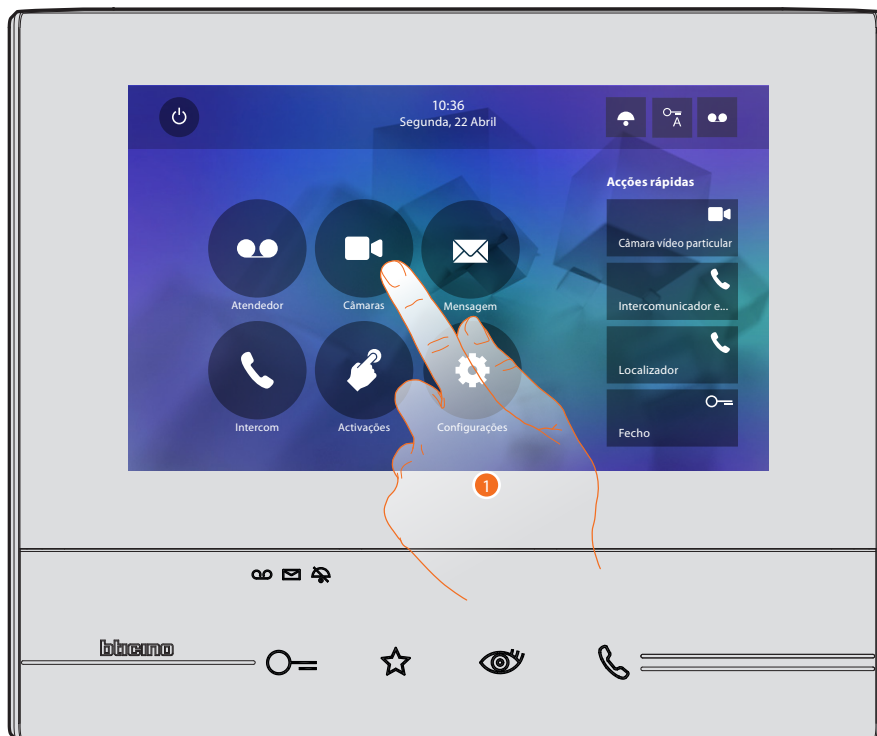 10:36
Segunda, 22 Abril
A
Acções rápidas
Câmara vídeo particular
Intercomunicador e...
Localizador
Fecho
Atendedor
Câmaras
Mensagem
Intercom
Activações
Configurações
1
bticino